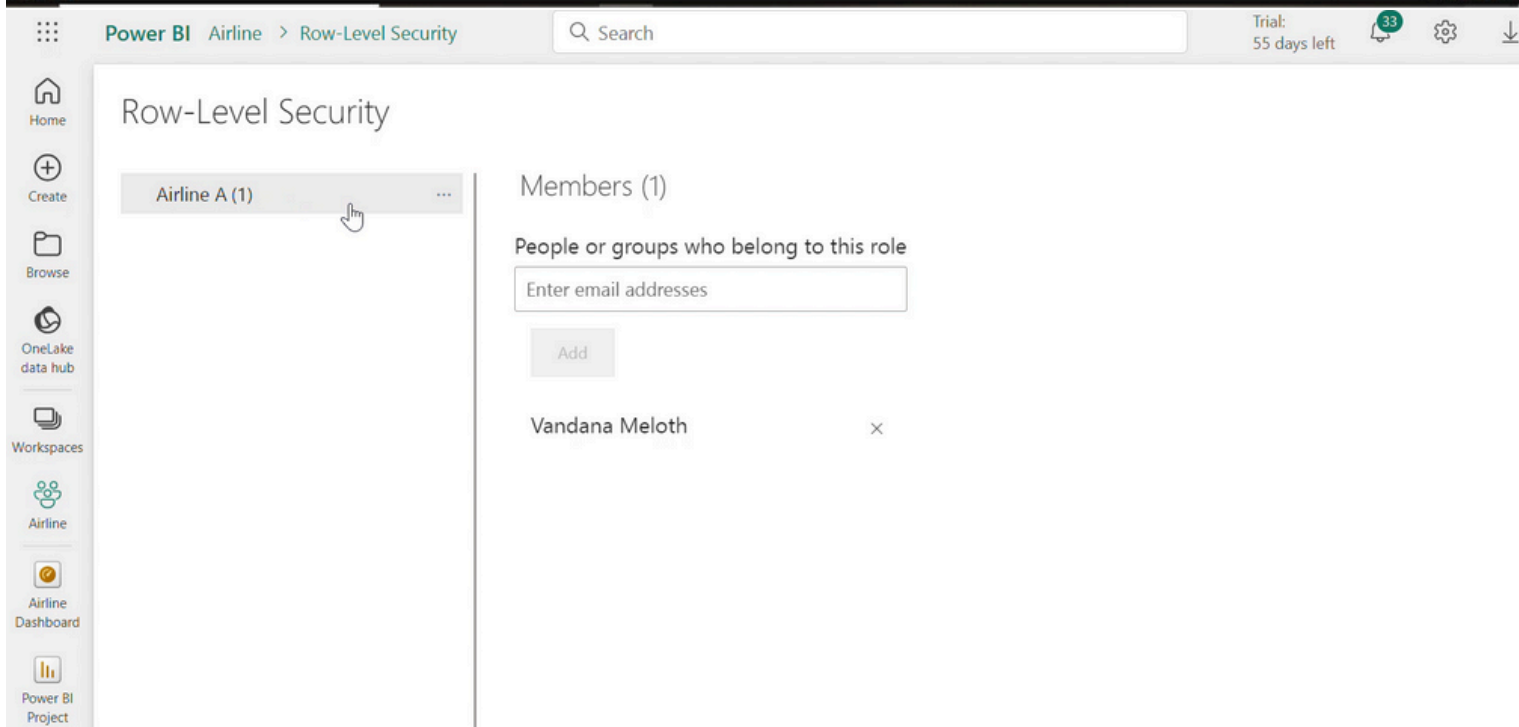 Power BI Airline > Row-Level Security
Search
Trial:
55 days left
33
Home
Create
Browse
OneLake
data hub
Workspaces
Airline
Airline
Dashboard
Power BI
Project
Row-Level Security
Airline A (1)
...
Members (1)
People or groups who belong to this role
Enter email addresses
Add
Vandana Meloth